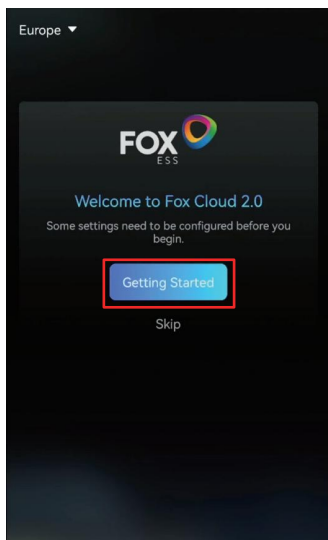 Europe ▼
FOX
ESS
Welcome to Fox Cloud 2.0
Some settings need to be configured before you
begin.
Getting Started
Skip